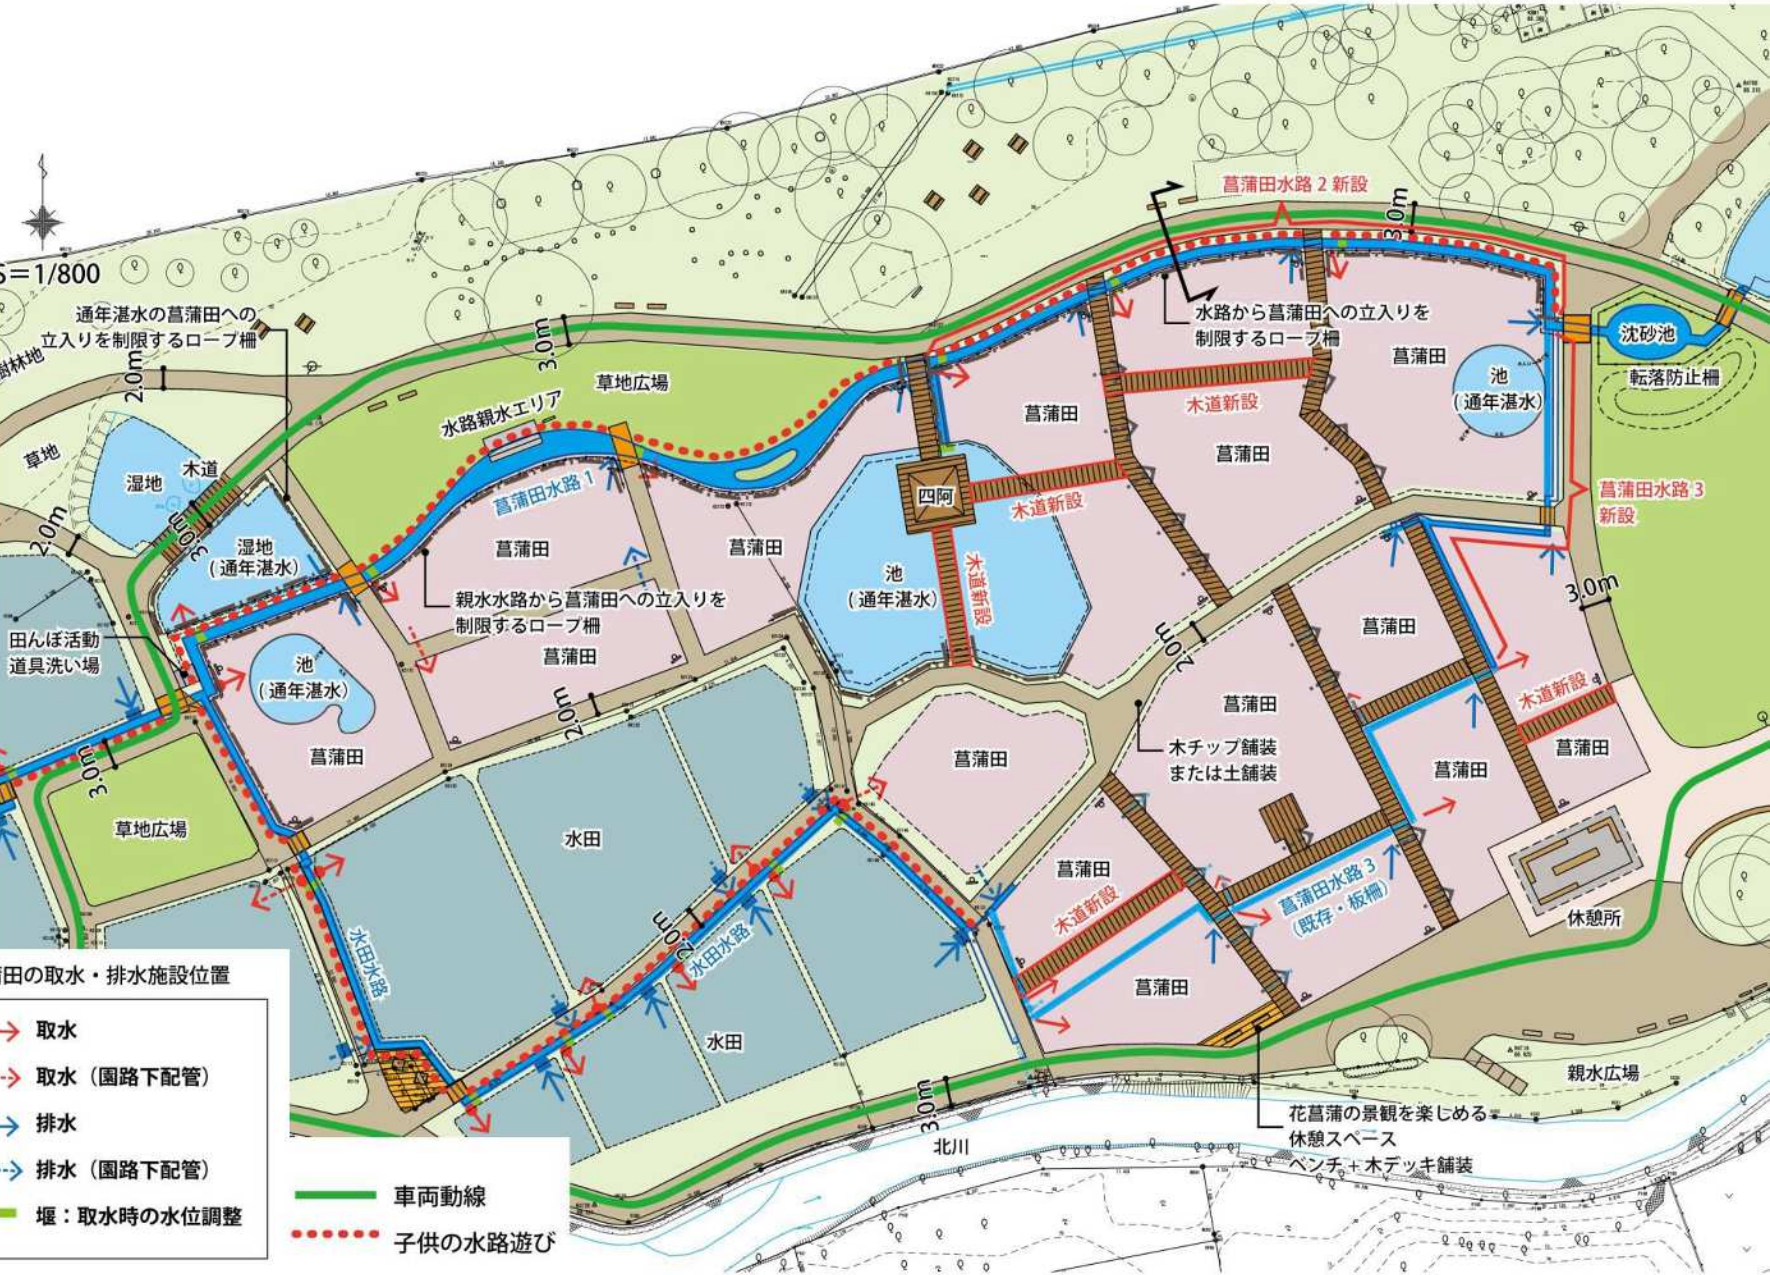 菖蒲田水路 2 新設
3.0m
S=1/800
通年湛水の菖蒲田への
立入りを制限するロープ柵
樹林地
2.0m
3.0m
草地広場
水路親水エリア
水路から菖蒲田への立入りを
制限するロープ柵
菖蒲田
沈砂池
転落防止柵
池
(通年湛水)
木道新設
菖蒲田
菖蒲田
草地
湿地
木道
3.0m
2.0m
湿地
(通年湛水)
菖蒲田水路 1
菖蒲田
菖蒲田
四阿
木道新設
菖蒲田水路 3
新設
池
(通年湛水)
木道新設
親水水路から菖蒲田への立入りを
制限するロープ柵
3.0m
菖蒲田
2.0m
田んぼ活動
道具洗い場
池
(通年湛水)
菖蒲田
2.0m
菖蒲田
木道新設
菖蒲田
菖蒲田
3.0m
菖蒲田
木チップ舗装
または土舗装
菖蒲田
草地広場
水田
菖蒲田
木道新設
菖蒲田水路 3
(既存・板柵)
休憩所
2.0m
水田水路
水田水路
菖蒲田
水田
3.0m
親水広場
北川
花菖蒲の景観を楽しめる
休憩スペース
ベンチ + 木デッキ舗装
蒲田の取水・排水施設位置
取水
取水（園路下配管）
排水
排水（園路下配管）
堰：取水時の水位調整
車両動線
子供の水路遊び